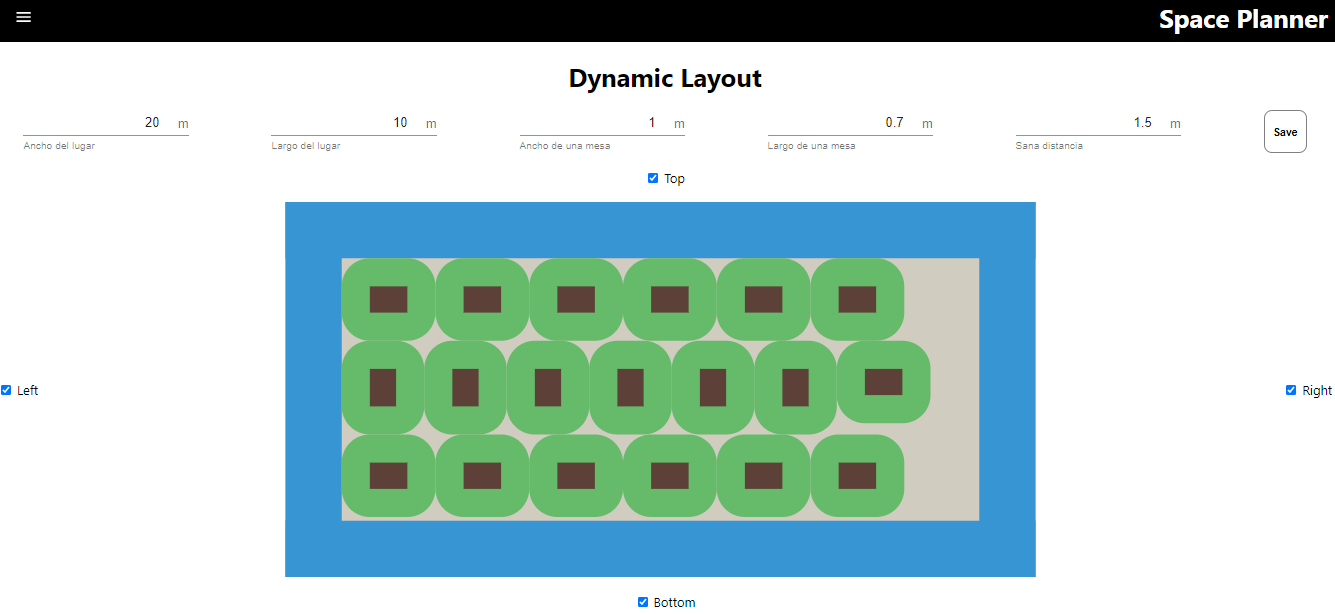 Space Planner
Dynamic Layout
20 m
10 m
1 m
0.7 m
1.5 m
Ancho del lugar
Largo del lugar
Ancho de una mesa
Largo de una mesa
Sana distancia
Save
Top
Left
Right
Bottom